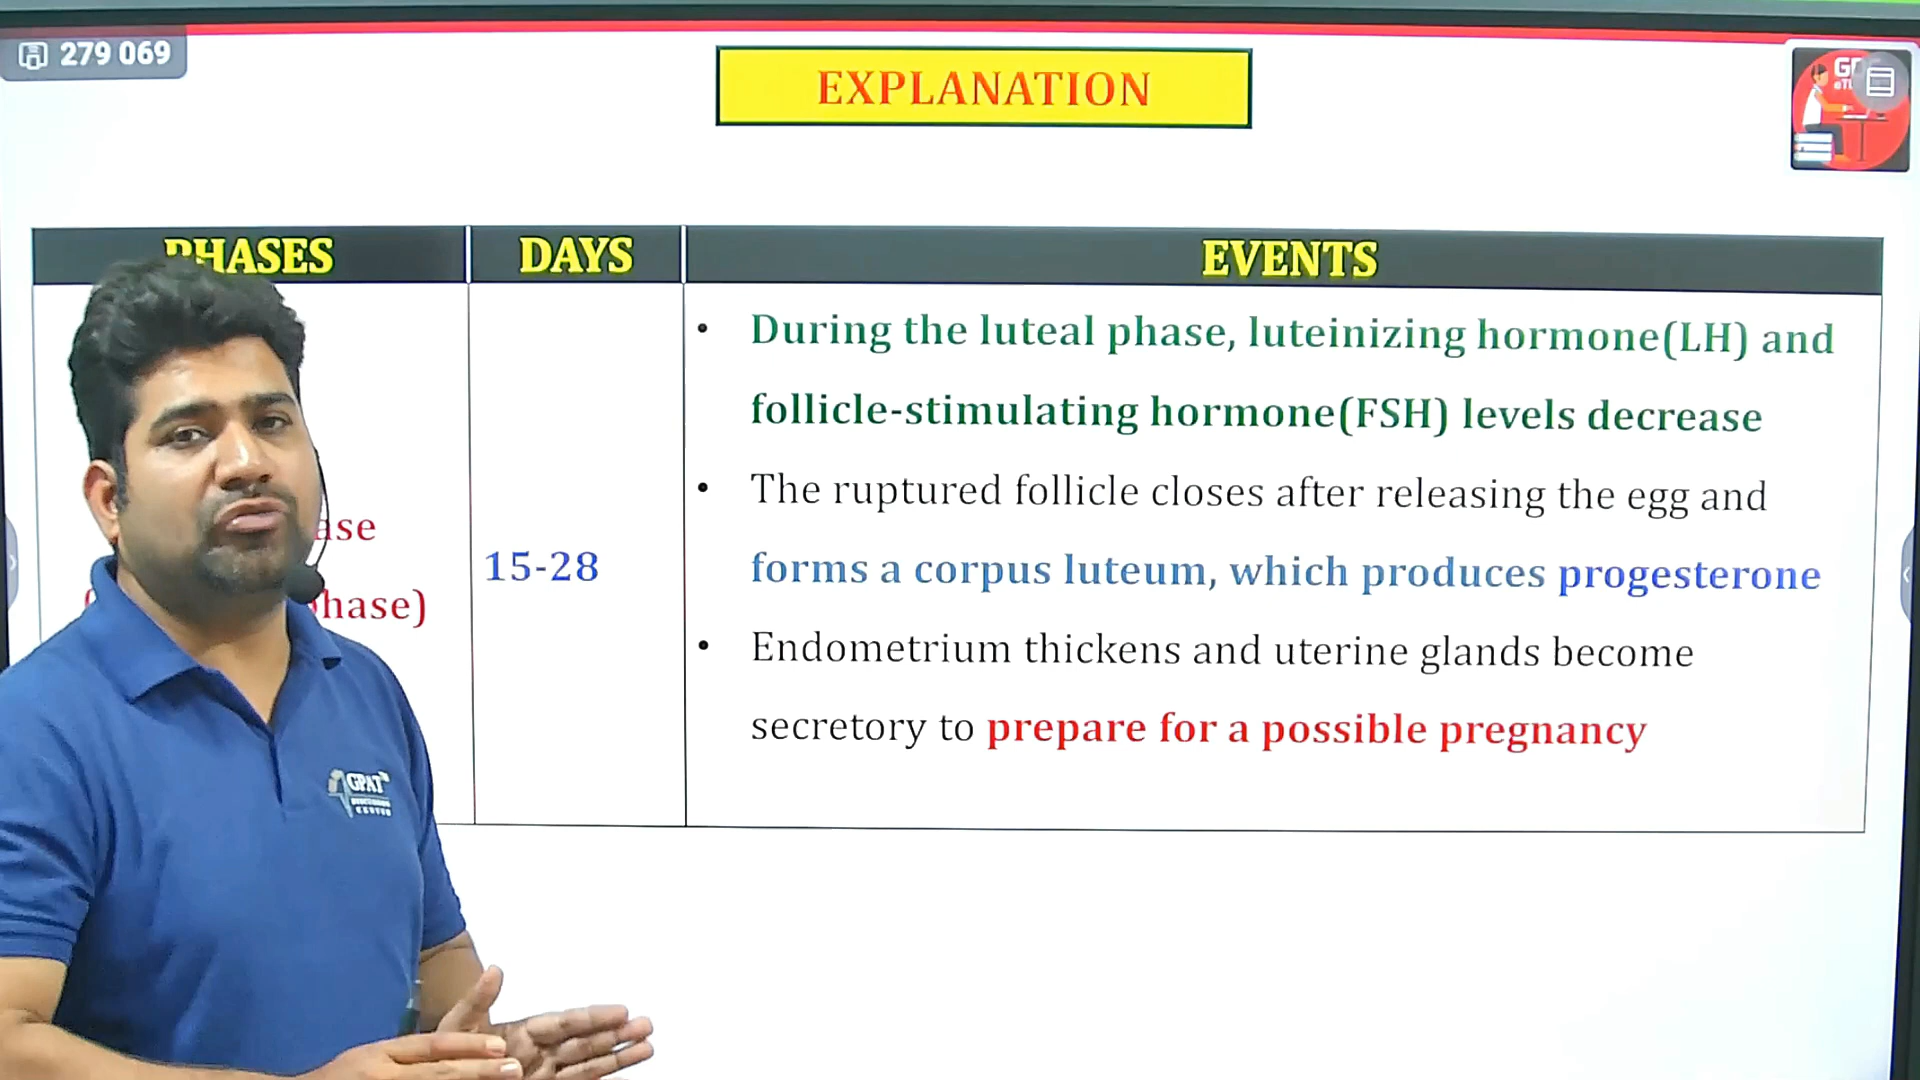 279 069
EXPLANATION
PHASES
DAYS
EVENTS
15-28
• During the luteal phase, luteinizing hormone(LH) and
follicle-stimulating hormone(FSH) levels decrease
• The ruptured follicle closes after releasing the egg and
forms a corpus luteum, which produces progesterone
• Endometrium thickens and uterine glands become
secretory to prepare for a possible pregnancy
GPAT